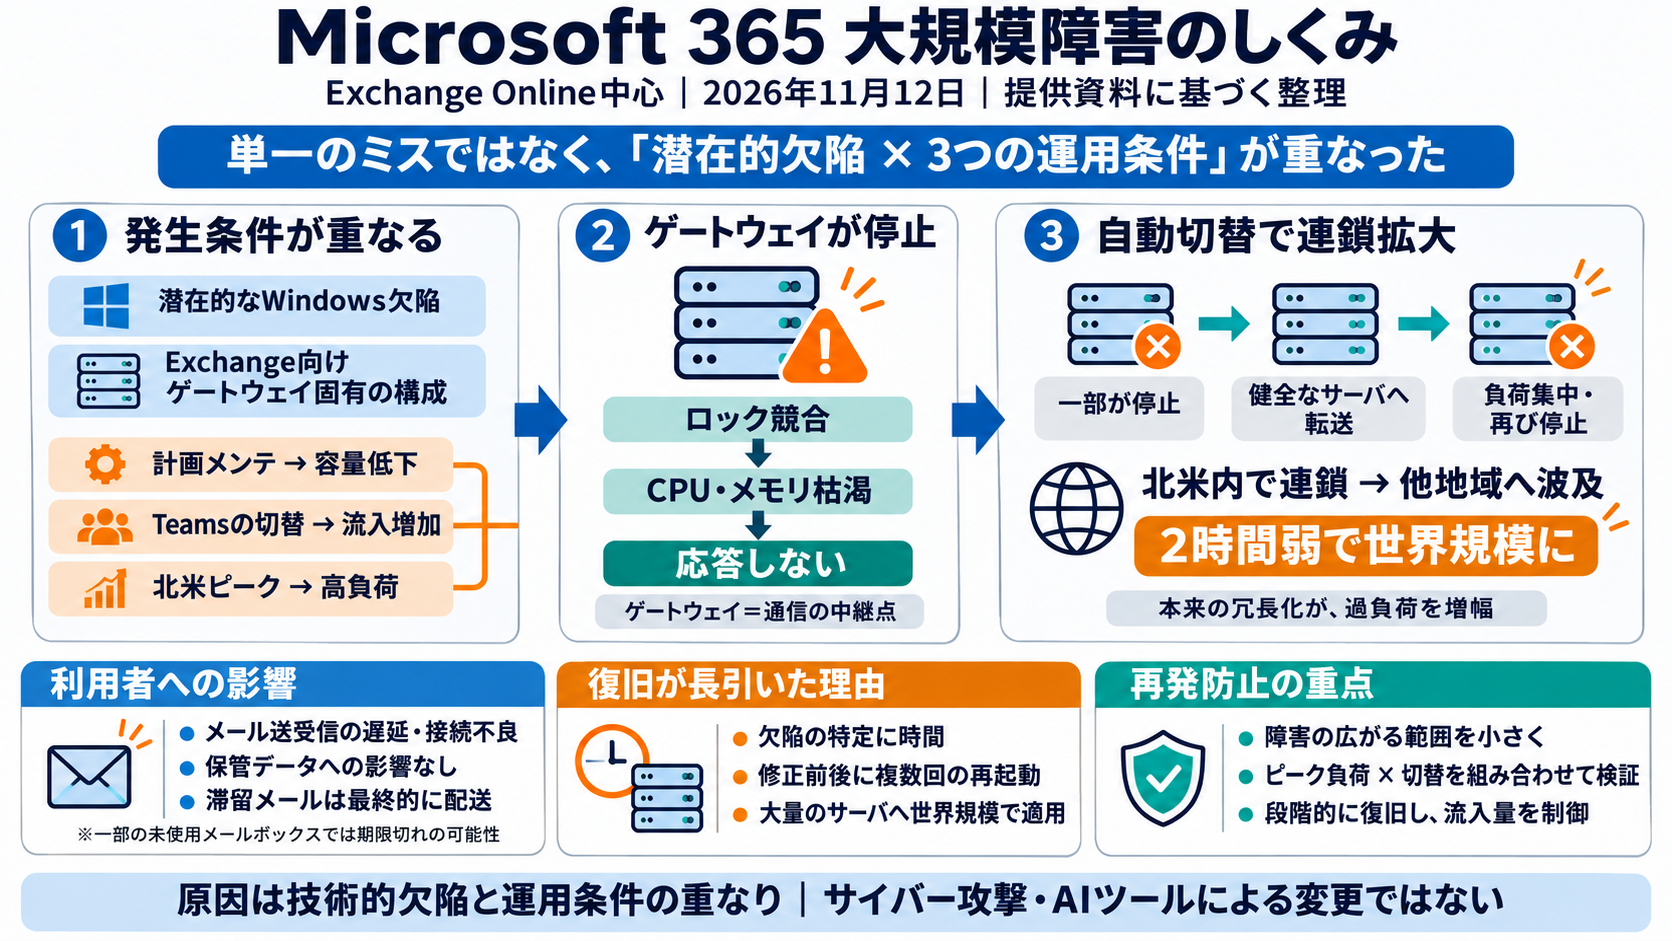 Microsoft 365 大規模障害のしくみ
Exchange Online中心｜2026年11月12日｜提供資料に基づく整理
単一のミスではなく、「潜在的欠陥 × 3つの運用条件」が重なった
1 発生条件が重なる
潜在的なWindows欠陥
Exchange向け
ゲートウェイ固有の構成
計画メンテ → 容量低下
Teamsの切替 → 流入増加
北米ピーク → 高負荷
2 ゲートウェイが停止
ロック競合
CPU・メモリ枯渇
応答しない
ゲートウェイ＝通信の中継点
3 自動切替で連鎖拡大
一部が停止
健全なサーバへ
転送
負荷集中・
再び停止
北米内で連鎖 → 他地域へ波及
2時間弱で世界規模に
本来の冗長化が、過負荷を増幅
利用者への影響
● メール送受信の遅延・接続不良
● 保管データへの影響なし
● 滞留メールは最終的に配送
※一部の未使用メールボックスでは期限切れの可能性
復旧が長引いた理由
● 欠陥の特定に時間
● 修正前後に複数回の再起動
● 大量のサーバへ世界規模で適用
再発防止の重点
● 障害の広がる範囲を小さく
● ピーク負荷 × 切替を組み合わせて検証
● 段階的に復旧し、流入量を制御
原因は技術的欠陥と運用条件の重なり｜サイバー攻撃・AIツールによる変更ではない